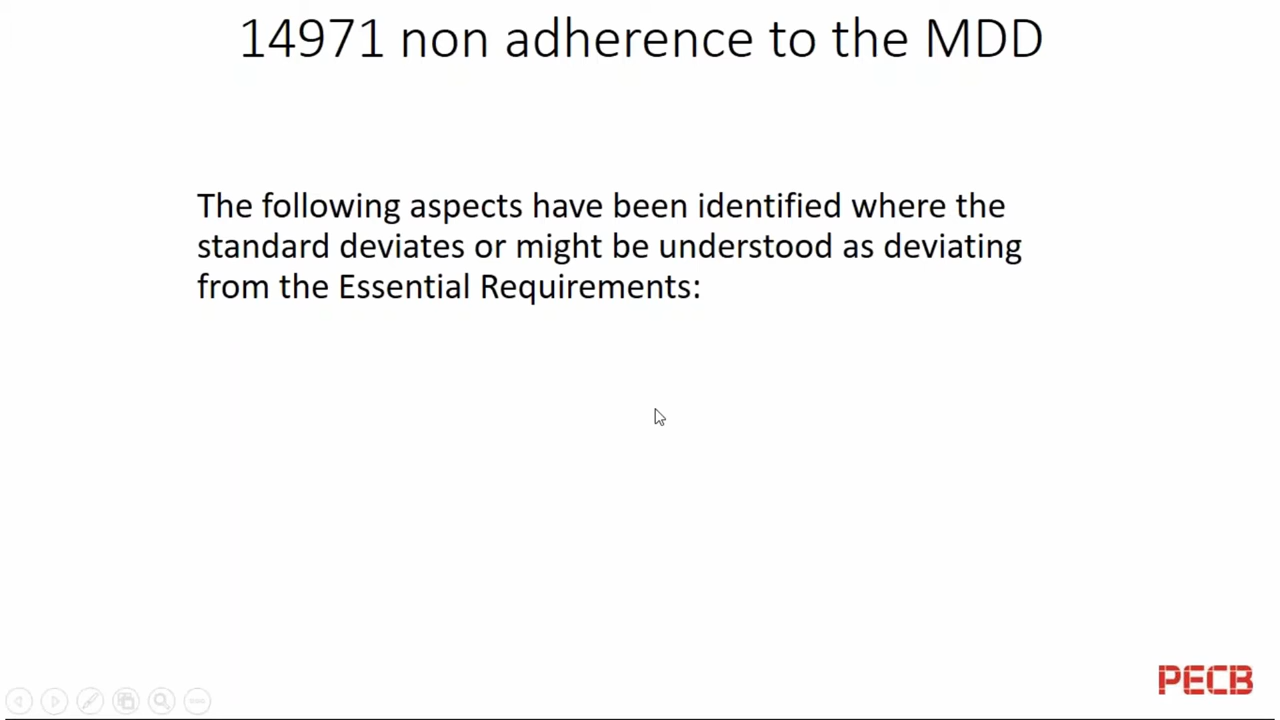 14971 non adherence to the MDD
The following aspects have been identified where the
standard deviates or might be understood as deviating
from the Essential Requirements:
PECB